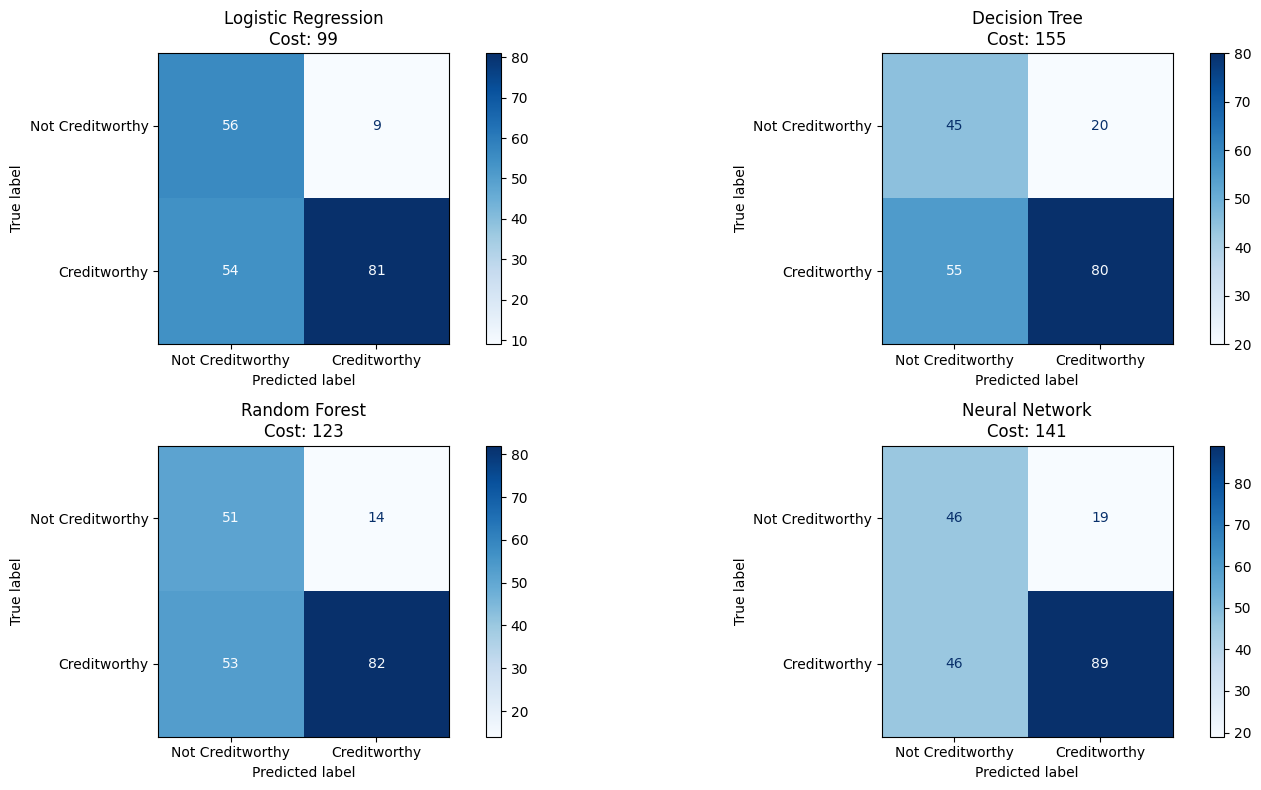 Logistic Regression
Cost: 99
Not Creditworthy
Creditworthy
True label
56
9
54
81
Not Creditworthy
Creditworthy
Predicted label
80
70
60
50
40
30
20
10
Decision Tree
Cost: 155
Not Creditworthy
Creditworthy
True label
45
20
55
80
Not Creditworthy
Creditworthy
Predicted label
80
70
60
50
40
30
20
Random Forest
Cost: 123
Not Creditworthy
Creditworthy
True label
51
14
53
82
Not Creditworthy
Creditworthy
Predicted label
80
70
60
50
40
30
20
Neural Network
Cost: 141
Not Creditworthy
Creditworthy
True label
46
19
46
89
Not Creditworthy
Creditworthy
Predicted label
80
70
60
50
40
30
20